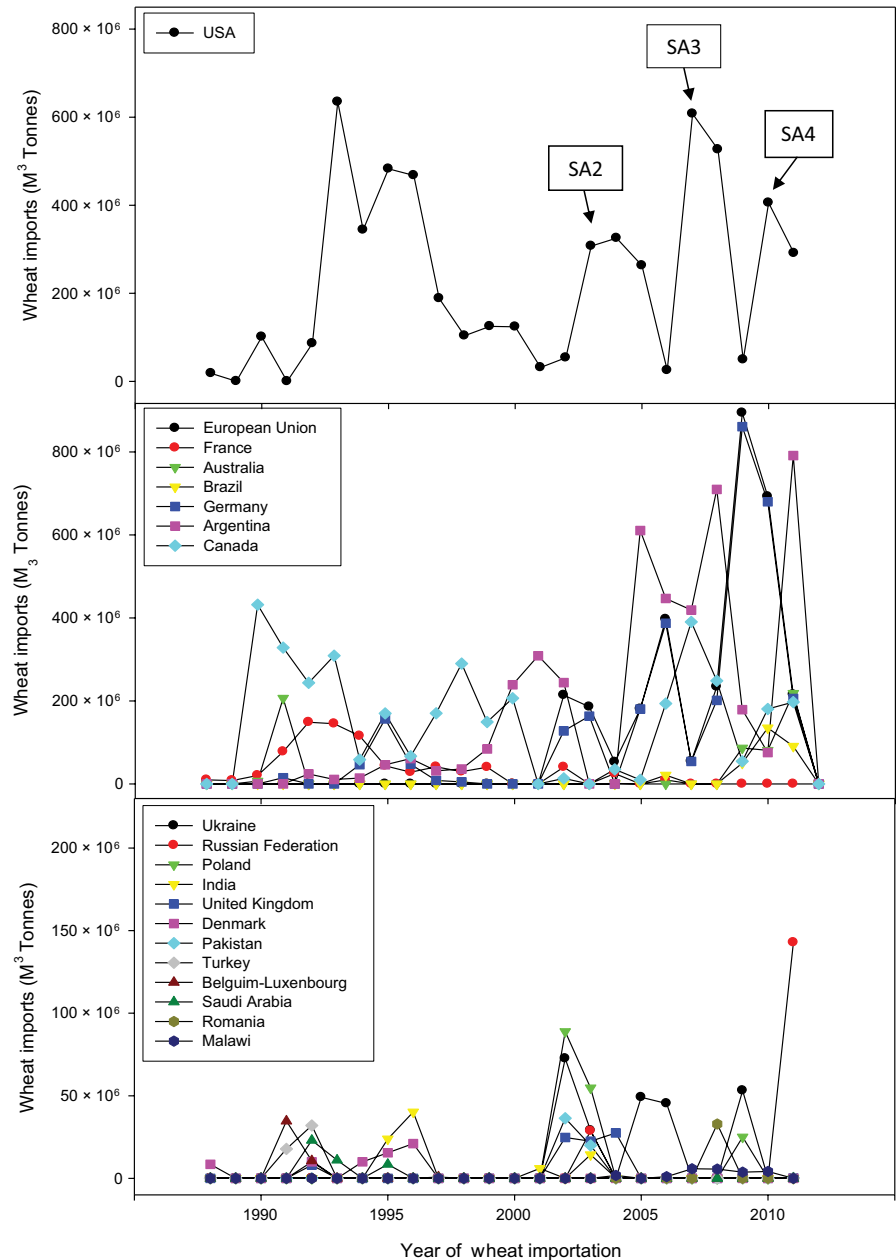 800 × 10⁶
600 × 10⁶
400 × 10⁶
200 × 10⁶
0
Wheat imports (M³ Tonnes)
USA
SA2
SA3
SA4
800 × 10⁶
600 × 10⁶
400 × 10⁶
200 × 10⁶
0
Wheat imports (M₃ Tonnes)
European Union
France
Australia
Brazil
Germany
Argentina
Canada
200 × 10⁶
150 × 10⁶
100 × 10⁶
50 × 10⁶
0
Wheat imports (M³ Tonnes)
Ukraine
Russian Federation
Poland
India
United Kingdom
Denmark
Pakistan
Turkey
Belguim-Luxenbourg
Saudi Arabia
Romania
Malawi
1990 1995 2000 2005 2010
Year of wheat importation